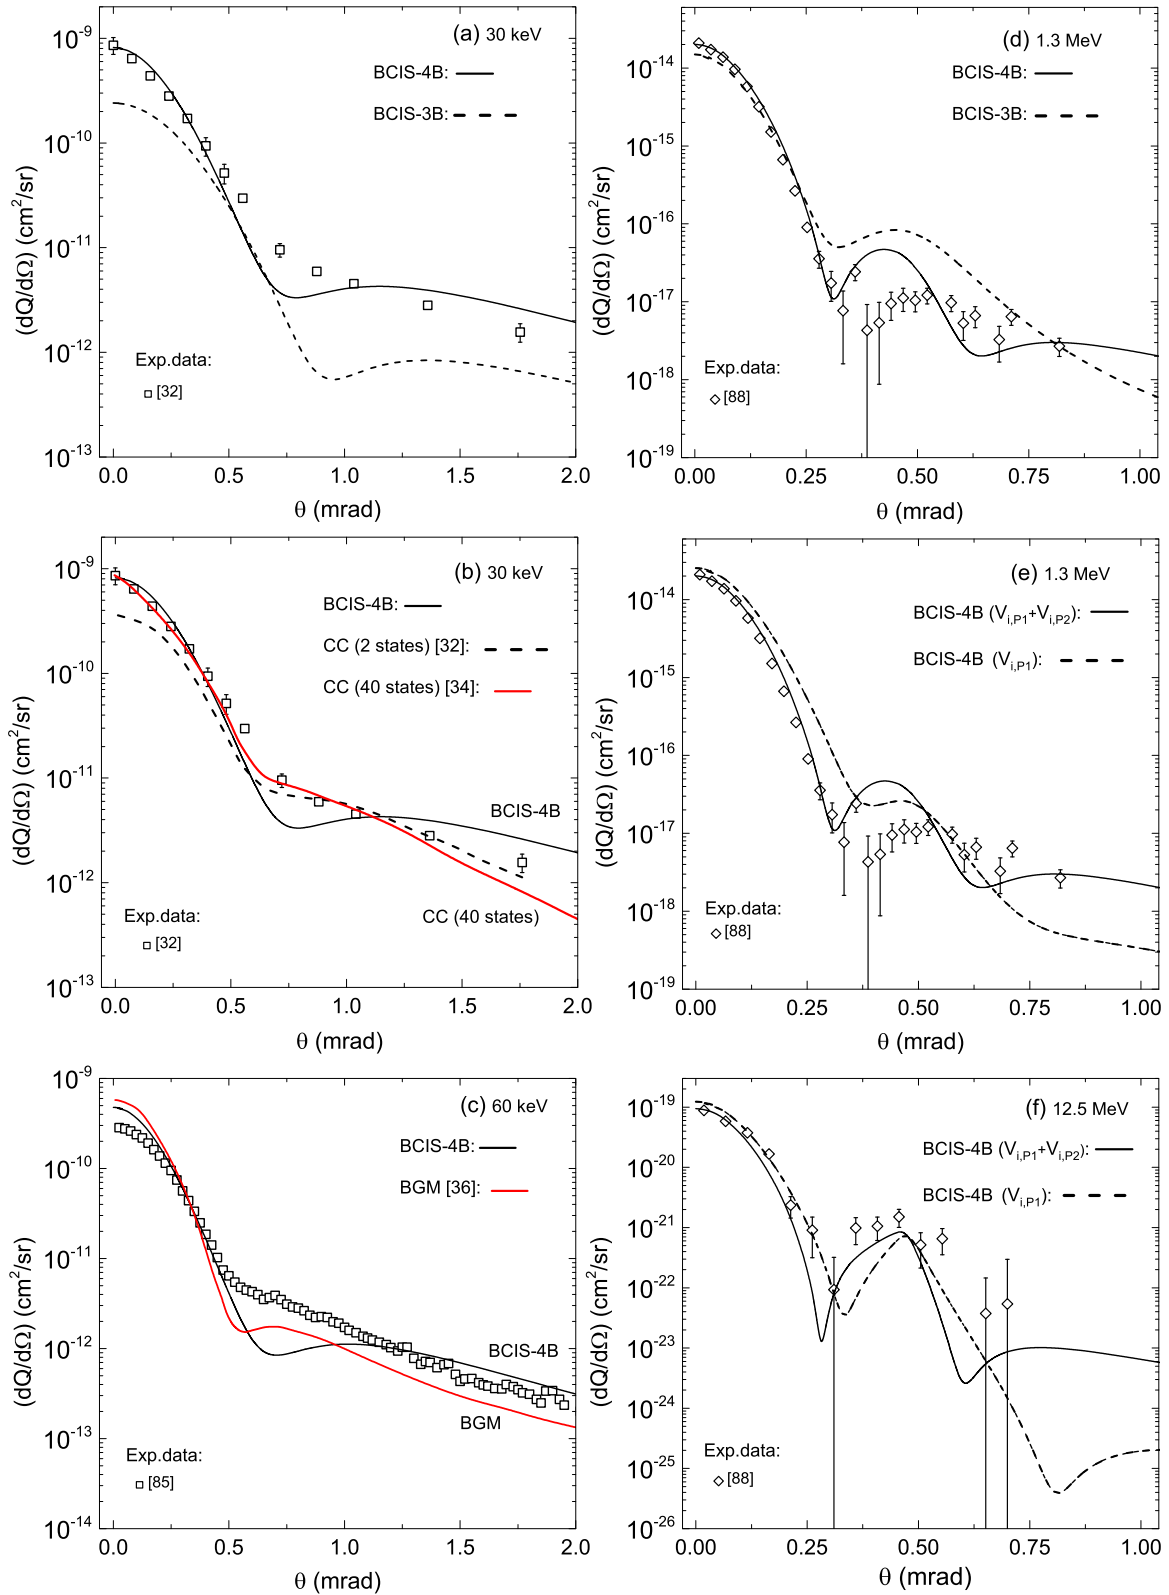 (a) 30 keV
BCIS-4B:
BCIS-3B:
Exp.data:
[32]
10⁻⁹
10⁻¹⁰
10⁻¹¹
10⁻¹²
10⁻¹³
(dQ/dΩ) (cm²/sr)
0.0 0.5 1.0 1.5 2.0
θ (mrad)
(d) 1.3 MeV
BCIS-4B:
BCIS-3B:
Exp.data:
[88]
10⁻¹⁴
10⁻¹⁵
10⁻¹⁶
10⁻¹⁷
10⁻¹⁸
10⁻¹⁹
(dQ/dΩ) (cm²/sr)
0.00 0.25 0.50 0.75 1.00
θ (mrad)
(b) 30 keV
BCIS-4B:
CC (2 states) [32]:
CC (40 states) [34]:
BCIS-4B
CC (40 states)
Exp.data:
[32]
10⁻⁹
10⁻¹⁰
10⁻¹¹
10⁻¹²
10⁻¹³
(dQ/dΩ) (cm²/sr)
0.0 0.5 1.0 1.5 2.0
θ (mrad)
(e) 1.3 MeV
BCIS-4B (V_{i,P1}+V_{i,P2}):
BCIS-4B (V_{i,P1}):
Exp.data:
[88]
10⁻¹⁴
10⁻¹⁵
10⁻¹⁶
10⁻¹⁷
10⁻¹⁸
10⁻¹⁹
(dQ/dΩ) (cm²/sr)
0.00 0.25 0.50 0.75 1.00
θ (mrad)
(c) 60 keV
BCIS-4B:
BGM [36]:
BCIS-4B
BGM
Exp.data:
[85]
10⁻⁹
10⁻¹⁰
10⁻¹¹
10⁻¹²
10⁻¹³
10⁻¹⁴
(dQ/dΩ) (cm²/sr)
0.0 0.5 1.0 1.5 2.0
θ (mrad)
(f) 12.5 MeV
BCIS-4B (V_{i,P1}+V_{i,P2}):
BCIS-4B (V_{i,P1}):
Exp.data:
[88]
10⁻¹⁹
10⁻²⁰
10⁻²¹
10⁻²²
10⁻²³
10⁻²⁴
10⁻²⁵
10⁻²⁶
(dQ/dΩ) (cm²/sr)
0.00 0.25 0.50 0.75 1.00
θ (mrad)